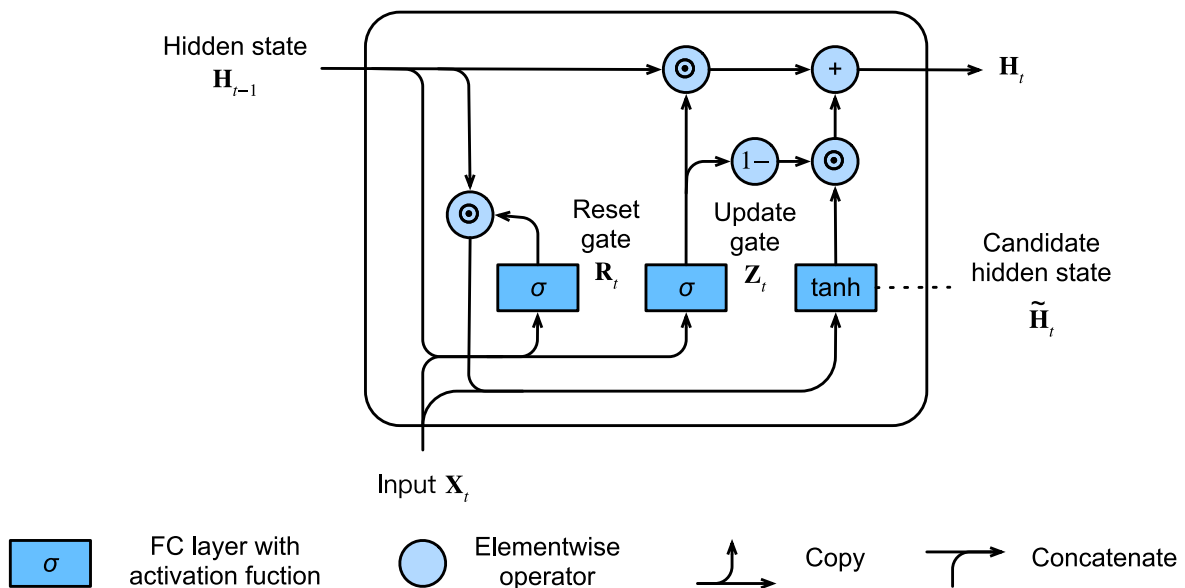 Hidden state
H_{t−1}
⊙
+
H_t
1−
⊙
⊙
Reset
gate
R_t
Update
gate
Z_t
Candidate
hidden state
H̃_t
σ
σ
tanh
Input X_t
σ
FC layer with
activation fuction
Elementwise
operator
Copy
Concatenate